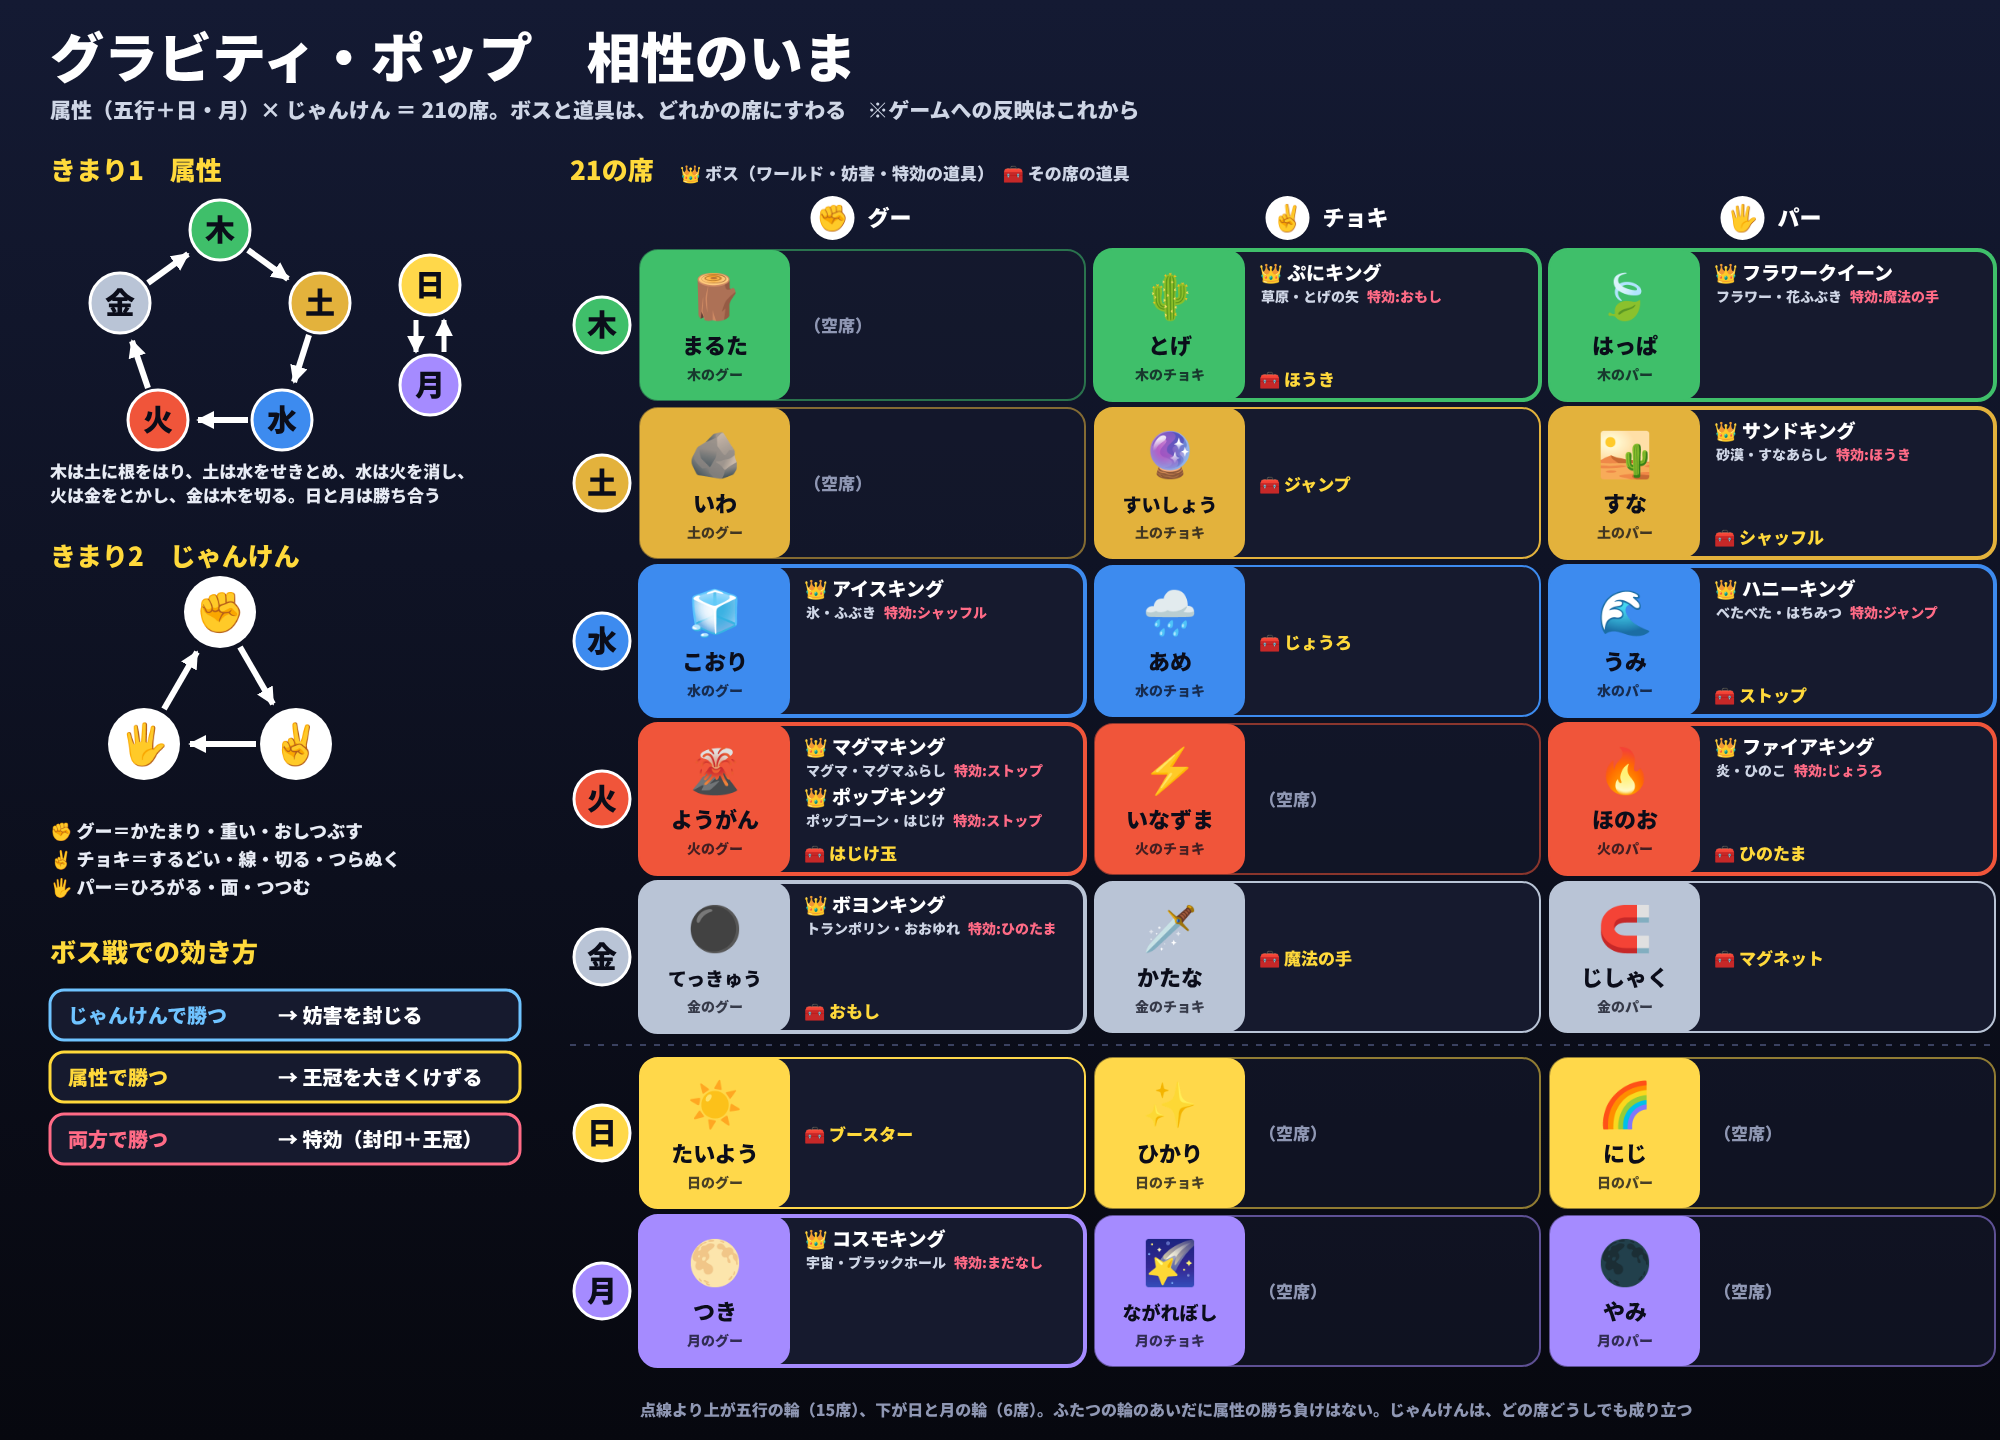 グラビティ・ポップ　相性のいま
属性（五行＋日・月）× じゃんけん ＝ 21の席。ボスと道具は、どれかの席にすわる　※ゲームへの反映はこれから
きまり1　属性
木
金
土
火
水
日
月
木は土に根をはり、土は水をせきとめ、水は火を消し、
火は金をとかし、金は木を切る。日と月は勝ち合う
きまり2　じゃんけん
✊ グー＝かたまり・重い・おしつぶす
✌ チョキ＝するどい・線・切る・つらぬく
🖐 パー＝ひろがる・面・つつむ
ボス戦での効き方
じゃんけんで勝つ　→ 妨害を封じる
属性で勝つ　→ 王冠を大きくけずる
両方で勝つ　→ 特効（封印＋王冠）
21の席　👑 ボス（ワールド・妨害・特効の道具）　🧰 その席の道具
グー
チョキ
パー
木
まるた
木のグー
（空席）
とげ
木のチョキ
👑 ぷにキング
草原・とげの矢　特効:おもし
🧰 ほうき
はっぱ
木のパー
👑 フラワークイーン
フラワー・花ふぶき　特効:魔法の手
土
いわ
土のグー
（空席）
すいしょう
土のチョキ
🧰 ジャンプ
すな
土のパー
👑 サンドキング
砂漠・すなあらし　特効:ほうき
🧰 シャッフル
水
こおり
水のグー
👑 アイスキング
氷・ふぶき　特効:シャッフル
あめ
水のチョキ
🧰 じょうろ
うみ
水のパー
👑 ハニーキング
べたべた・はちみつ　特効:ジャンプ
🧰 ストップ
火
ようがん
火のグー
👑 マグマキング
マグマ・マグマふらし　特効:ストップ
👑 ポップキング
ポップコーン・はじけ　特効:ストップ
🧰 はじけ玉
いなずま
火のチョキ
（空席）
ほのお
火のパー
👑 ファイアキング
炎・ひのこ　特効:じょうろ
🧰 ひのたま
金
てっきゅう
金のグー
👑 ボヨンキング
トランポリン・おおゆれ　特効:ひのたま
🧰 おもし
かたな
金のチョキ
🧰 魔法の手
じしゃく
金のパー
🧰 マグネット
日
たいよう
日のグー
🧰 ブースター
ひかり
日のチョキ
（空席）
にじ
日のパー
（空席）
月
つき
月のグー
👑 コスモキング
宇宙・ブラックホール　特効:まだなし
ながれぼし
月のチョキ
（空席）
やみ
月のパー
（空席）
点線より上が五行の輪（15席）、下が日と月の輪（6席）。ふたつの輪のあいだに属性の勝ち負けはない。じゃんけんは、どの席どうしでも成り立つ